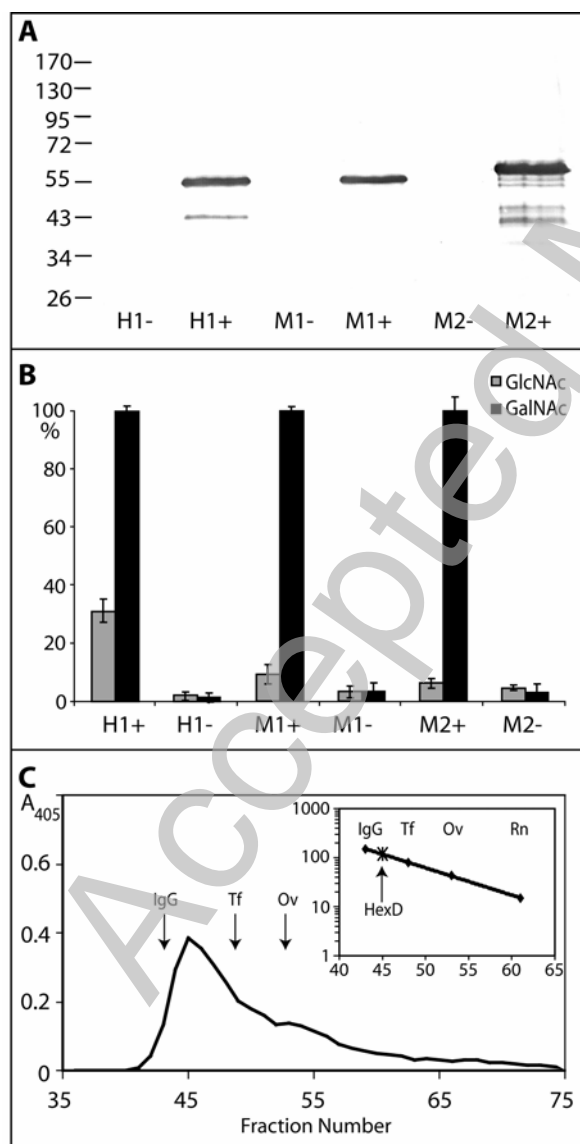 A
170
130
95
72
55
43
34
26
H1- H1+ M1- M1+ M2- M2+
B
GlcNAc
GalNAc
100
%
80
60
40
20
0
H1+ H1- M1+ M1- M2+ M2-
C
A405
0.6
0.4
0.2
0
IgG Tf Ov
1000
100
10
1
IgG Tf Ov Rn
HexD
40 45 50 55 60 65
35 45 55 65 75
Fraction Number
Accepted